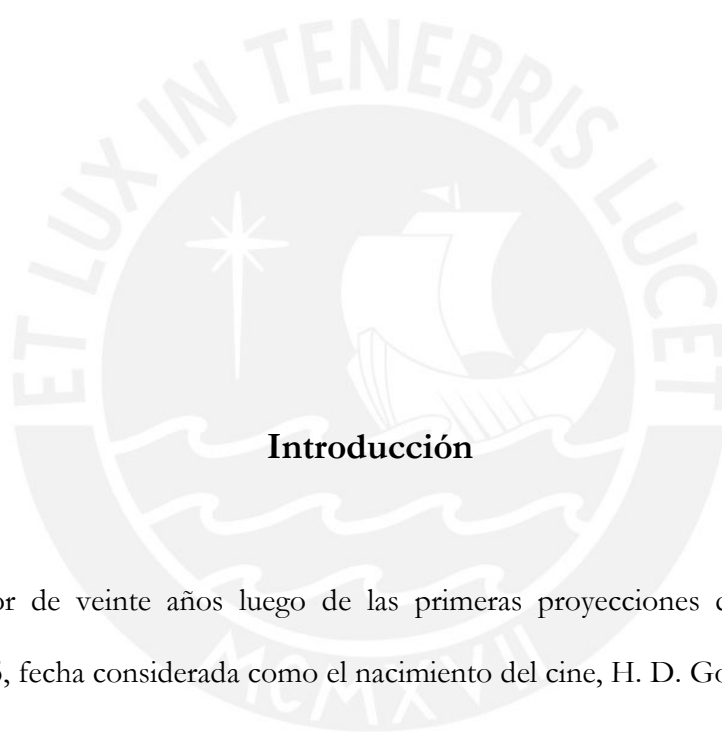 ET LUX IN TENEBRIS LUCET
Introducción
or de veinte años luego de las primeras proyecciones
, fecha considerada como el nacimiento del cine, H. D.
MCMXVII